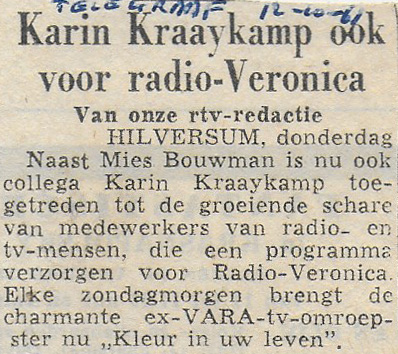 TELEGRAAF 12-10-61
Karin Kraaykamp ook
voor radio-Veronica
Van onze rtv-redactie
HILVERSUM, donderdag
Naast Mies Bouwman is nu ook
collega Karin Kraaykamp toe-
getreden tot de groeiende schare
van medewerkers van radio- en
tv-mensen, die een programma
verzorgen voor Radio-Veronica.
Elke zondagmorgen brengt de
charmante ex-VARA-tv-omroep-
ster nu „Kleur in uw leven”.